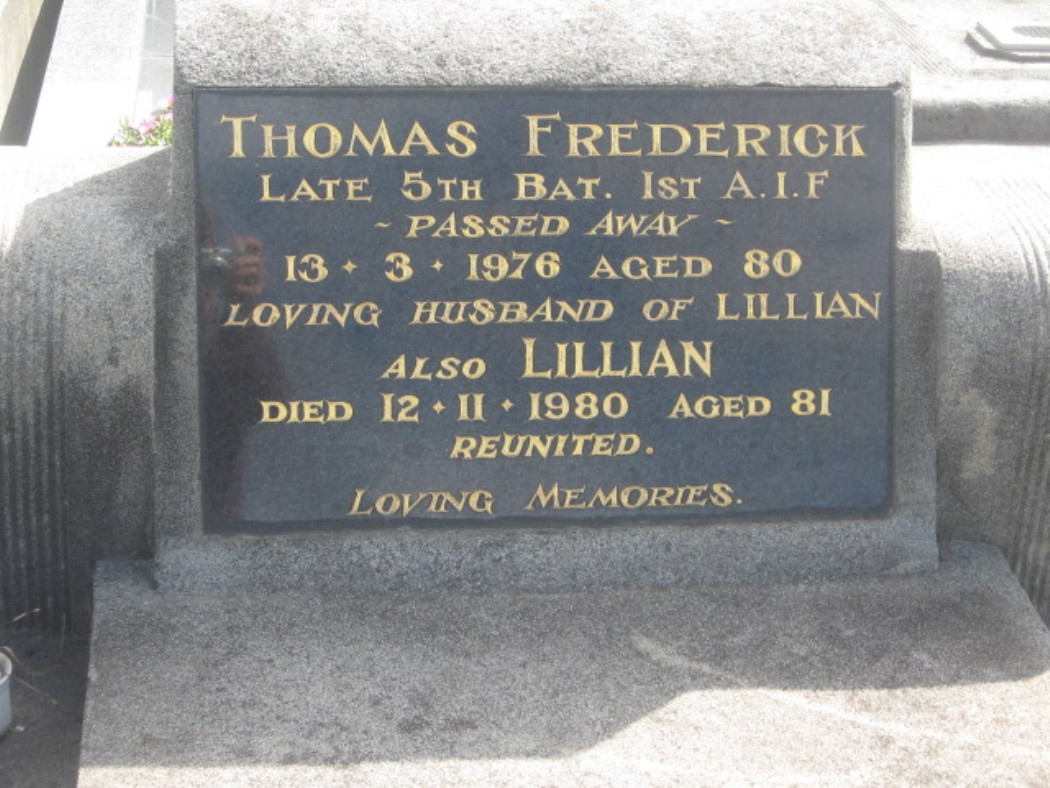 THOMAS FREDERICK
LATE 5TH BAT. 1ST A.I.F
~ PASSED AWAY ~
13 · 3 · 1976 AGED 80
LOVING HUSBAND OF LILLIAN
ALSO LILLIAN
DIED 12 · 11 · 1980 AGED 81
REUNITED.
LOVING MEMORIES.